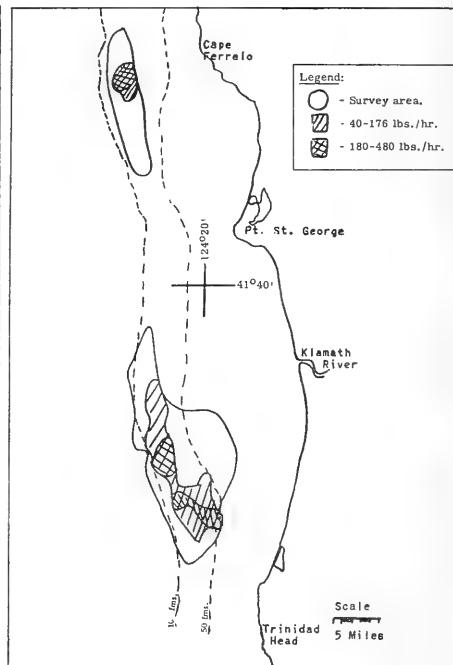 Cape
Ferrelo
Legend:
- Survey area.
- 40-176 lbs./hr.
- 180-480 lbs./hr.
Pt. St. George
124°20'
41°40'
Klamath
River
fms.
50 fms.
Scale
5 Miles
Trinidad
Head